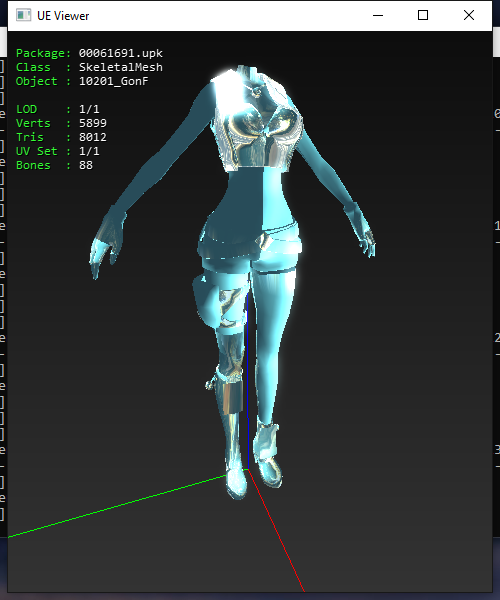 UE Viewer
Package: 00061691.upk
Class : SkeletalMesh
Object : 10201_GonF
LOD : 1/1
Verts : 5899
Tris : 8012
UV Set : 1/1
Bones : 88